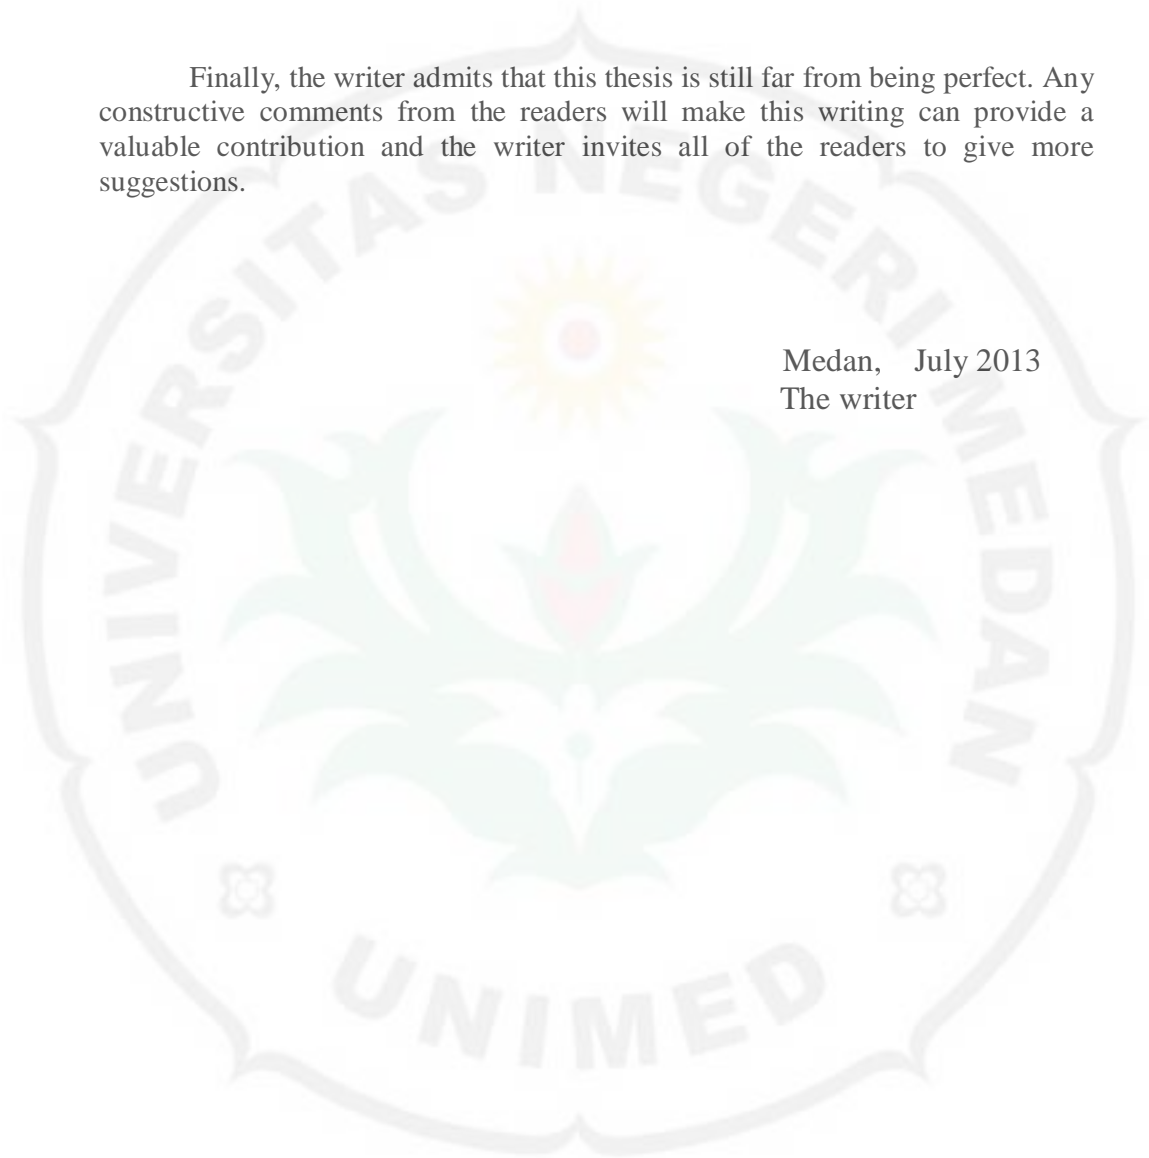 Finally, the writer admits that this thesis is still far from being perfect. Any
constructive comments from the readers will make this writing can provide a
valuable contribution and the writer invites all of the readers to give more
suggestions.
UNIVERSITAS NEGERI MEDAN
Medan, July 2013
The writer
UNIMED